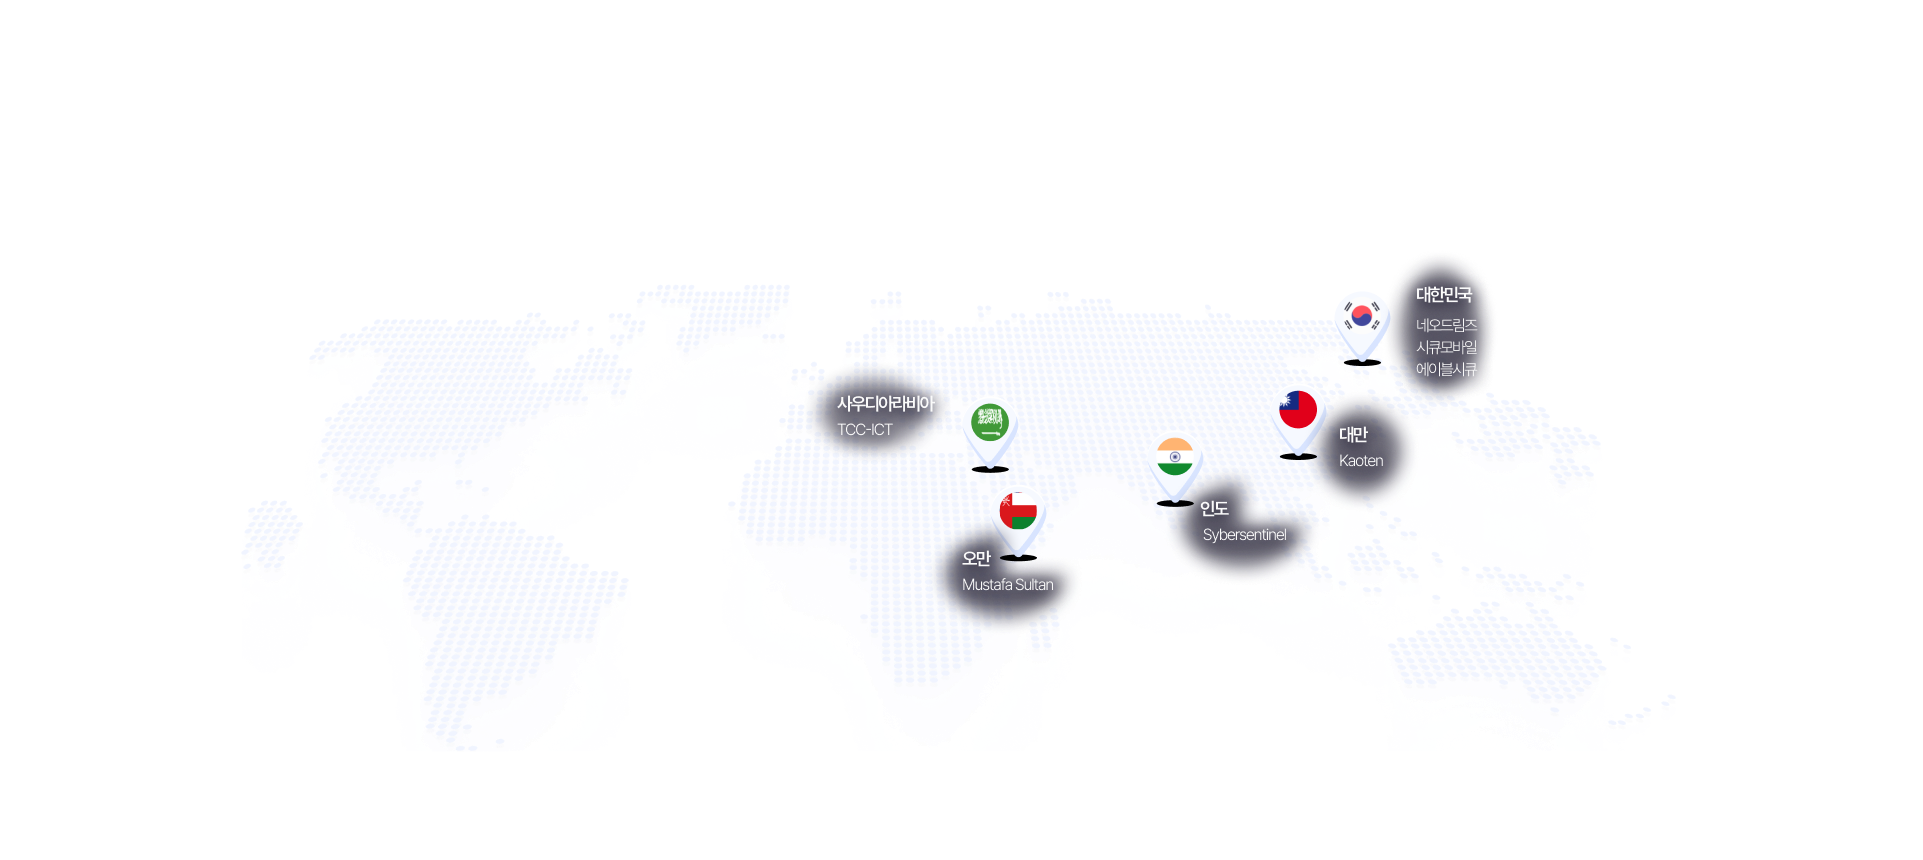 대한민국
네오드림즈
시큐모바일
에이블시큐
사우디아라비아
TCC-ICT
대만
Kaoten
인도
Sybersentinel
오만
Mustafa Sultan